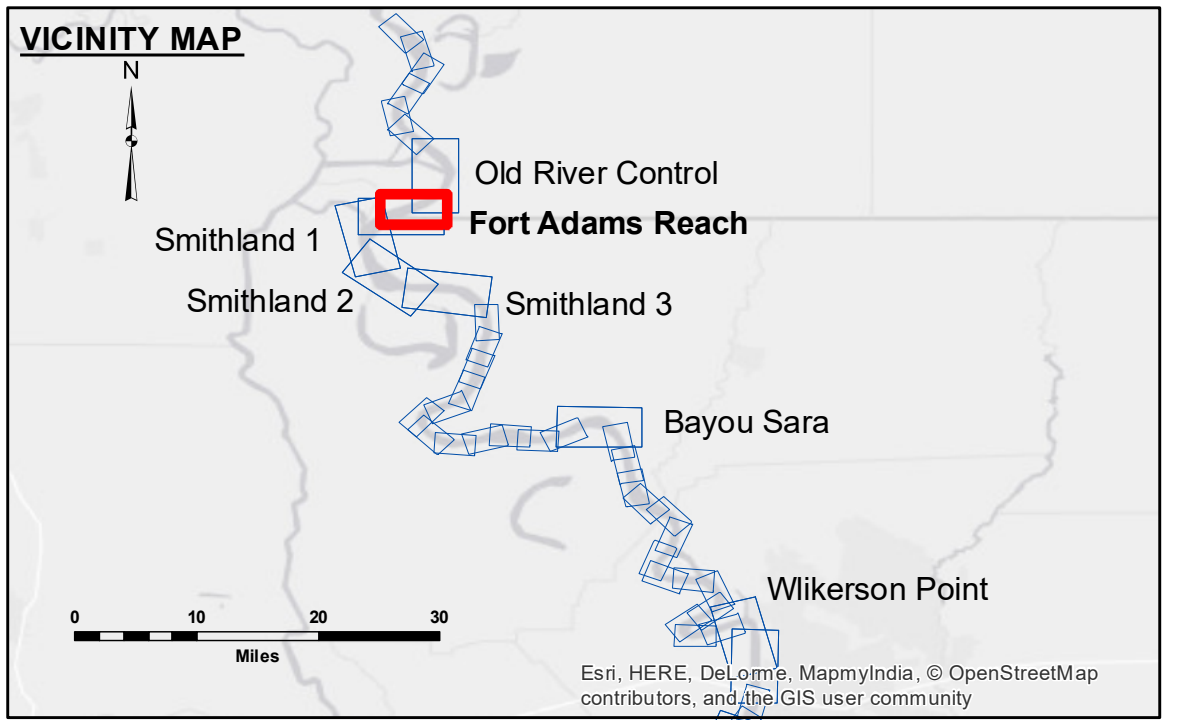 VICINITY MAP
N
Old River Control
Fort Adams Reach
Smithland 1
Smithland 2
Smithland 3
Bayou Sara
Wlikerson Point
0 10 20 30
Miles
Esri, HERE, DeLorme, MapmyIndia, © OpenStreetMap
contributors, and the GIS user community